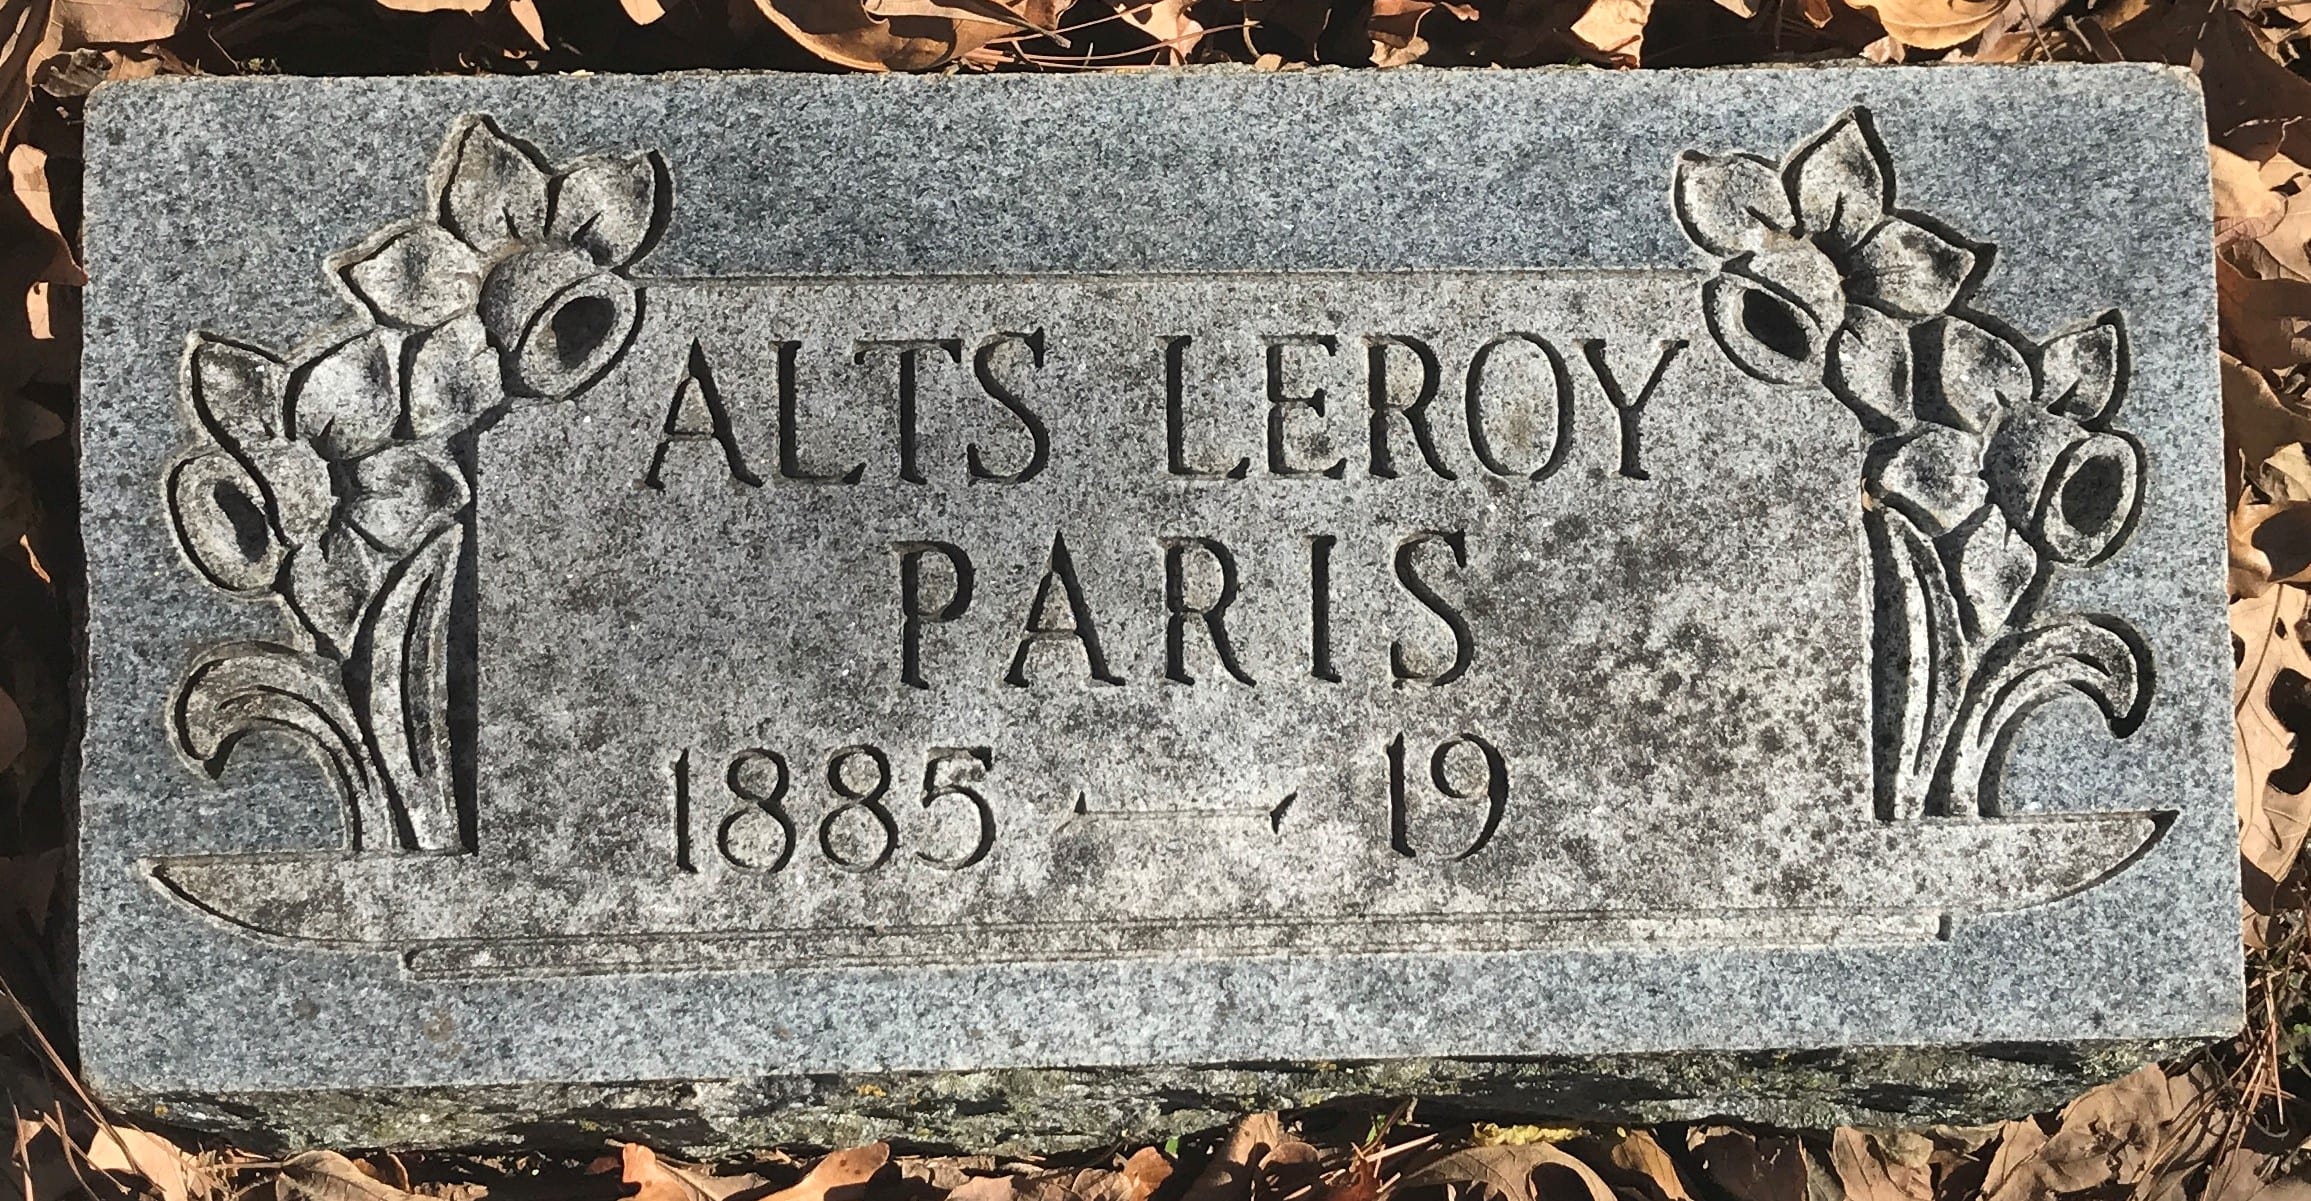 ALTS LEROY
PARIS
1885 — 19